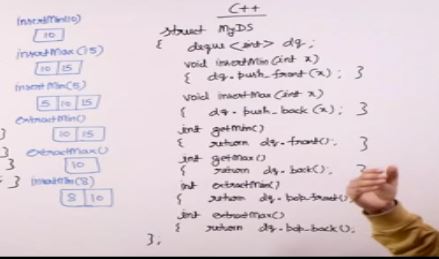 insertMin(10)
10
insertMax(15)
10 15
insertMin(5)
5 10 15
extractMin()
10 15
extractMax()
10
insertMin(8)
8 10
C++
struct MyDS
{ deque <int> dq;
void insertMin(int x)
{ dq.push_front(x); }
void insertMax(int x)
{ dq.push_back(x); }
int getMin()
{ return dq.front(); }
int getMax()
{ return dq.back(); }
int extractMin()
{ return dq.pop_front();
int extractMax()
{ return dq.pop_back();
};